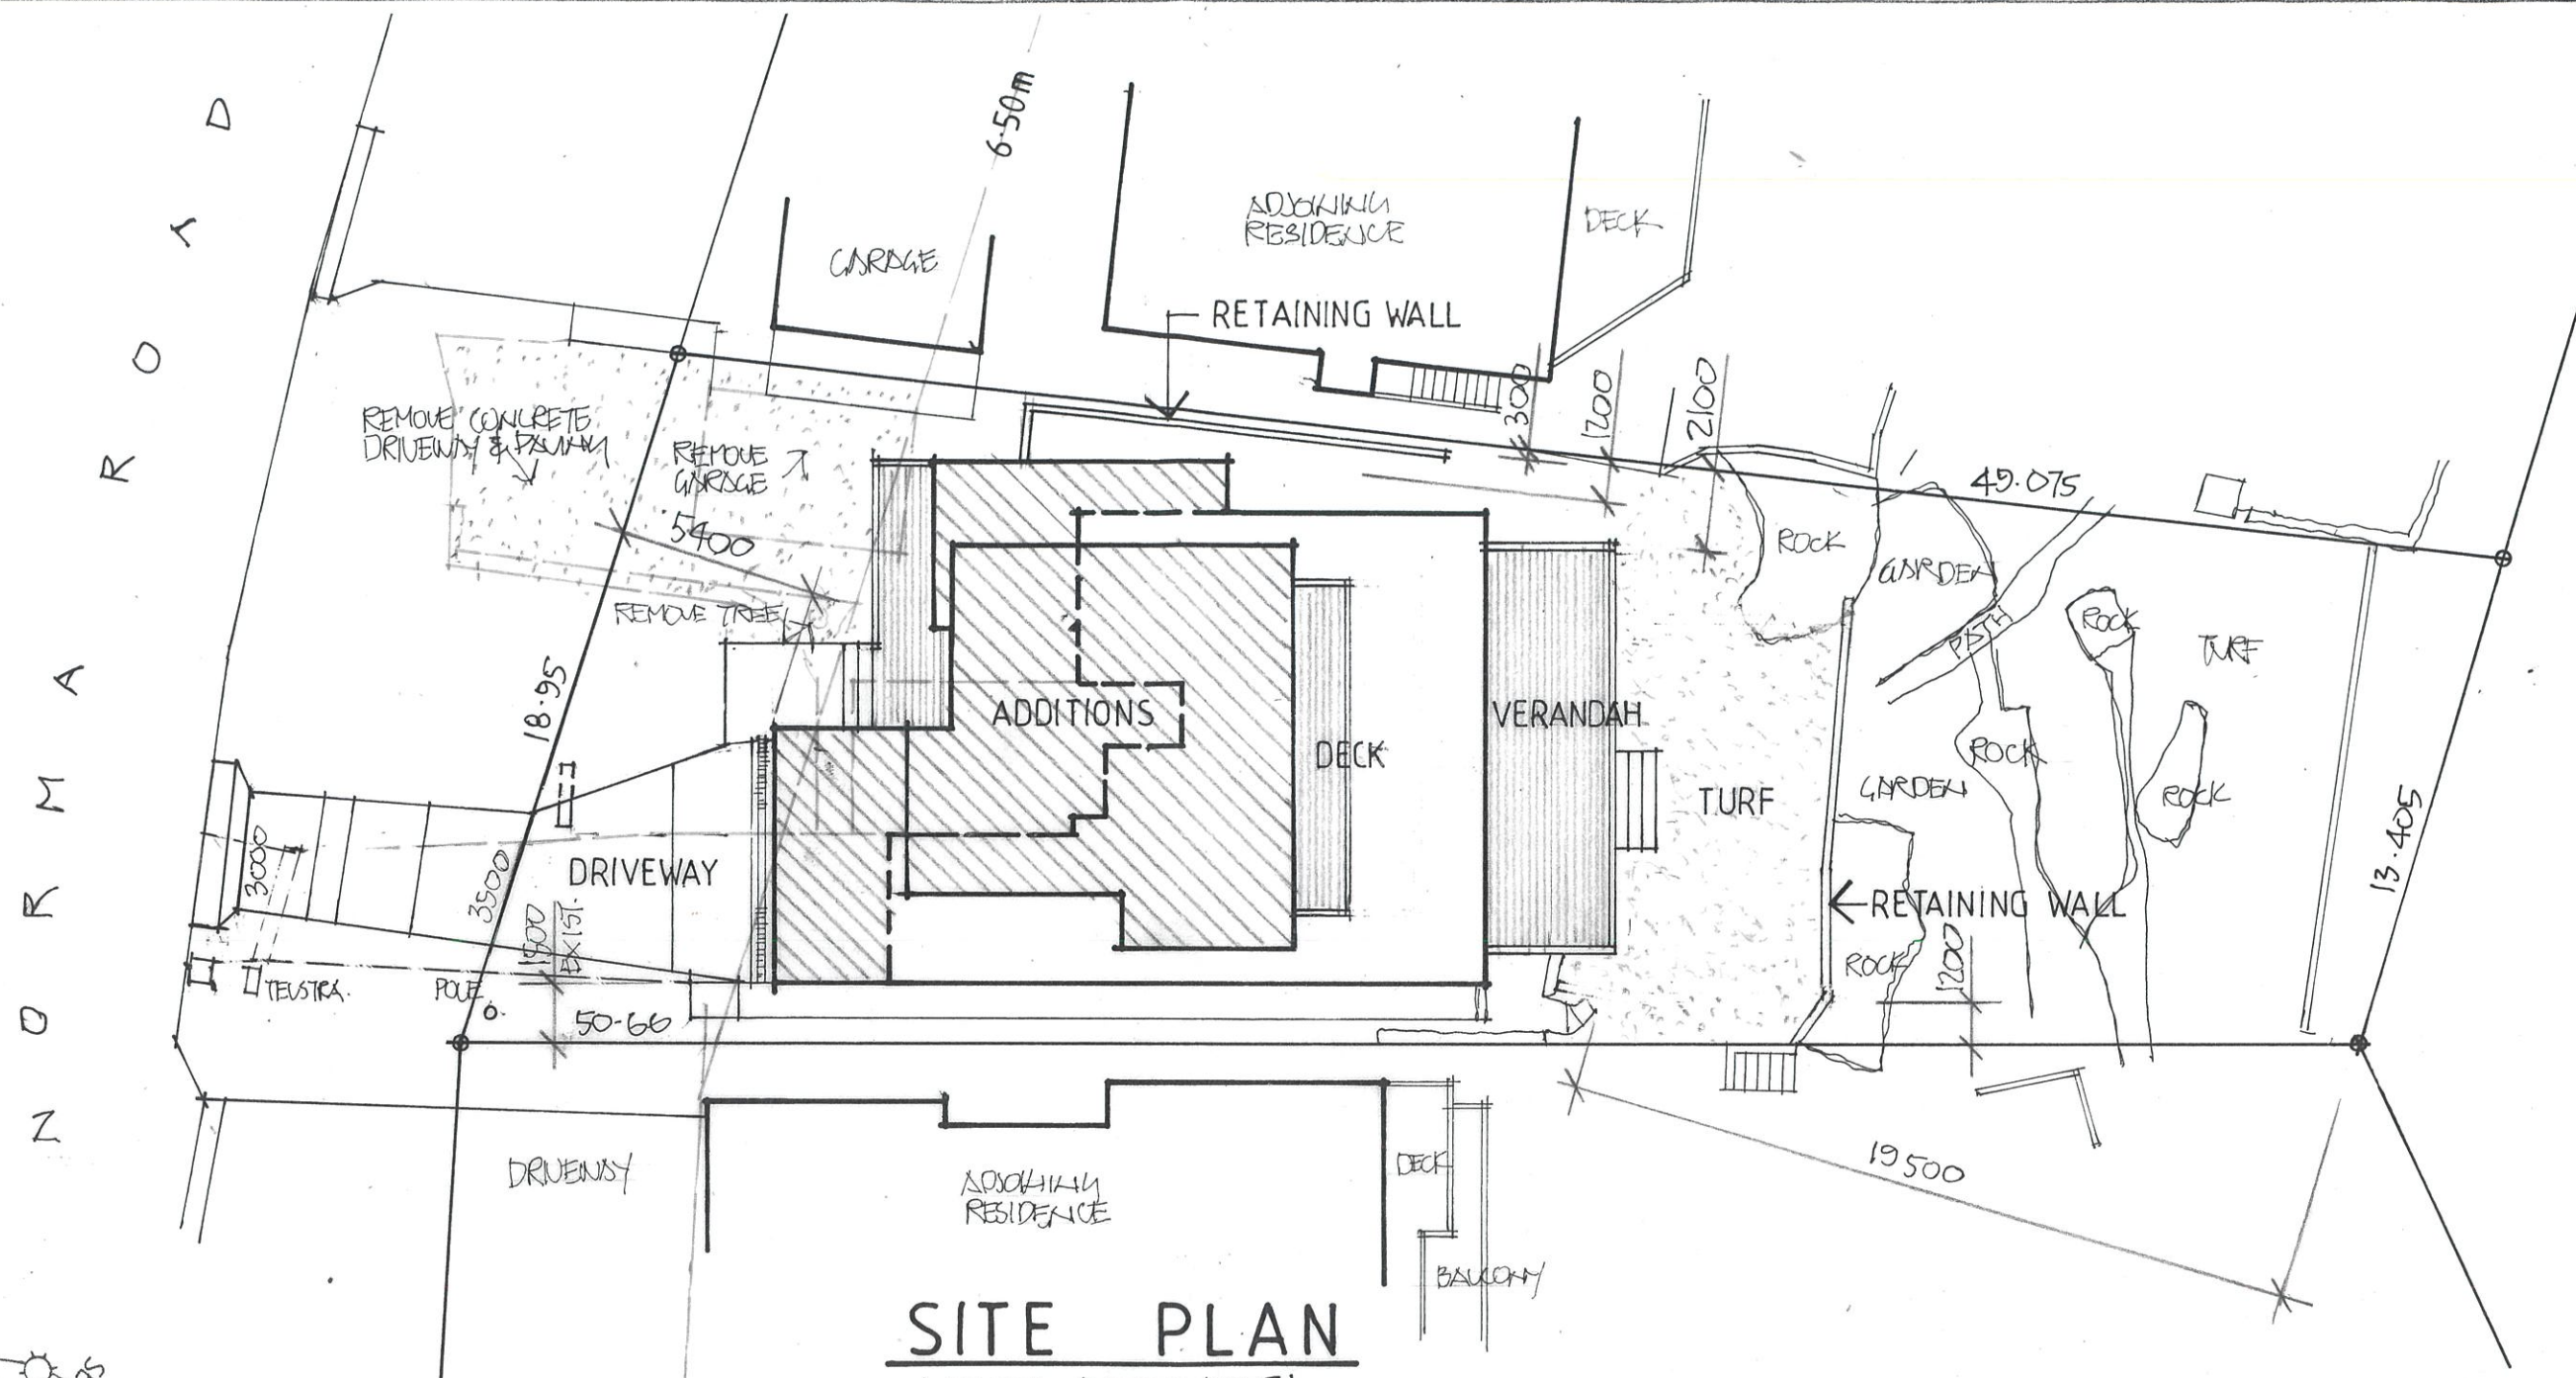 NORMA ROAD
6.50m
ADJOINING
RESIDENCE
DECK
GARAGE
RETAINING WALL
REMOVE CONCRETE
DRIVEWAY & PAVING
REMOVE
GARAGE
5400
REMOVE TREE
3000
1200
2100
49.075
ROCK
GARDEN
PATH
ROCK
TURF
18.95
ADDITIONS
DECK
VERANDAH
TURF
ROCK
ROCK
GARDEN
3000
3500
DRIVEWAY
1500
EXIST.
RETAINING WALL
13.405
ROCK
1200
TELSTRA.
POLE
50.66
DRIVEWAY
ADJOINING
RESIDENCE
DECK
BALCONY
19500
SITE PLAN